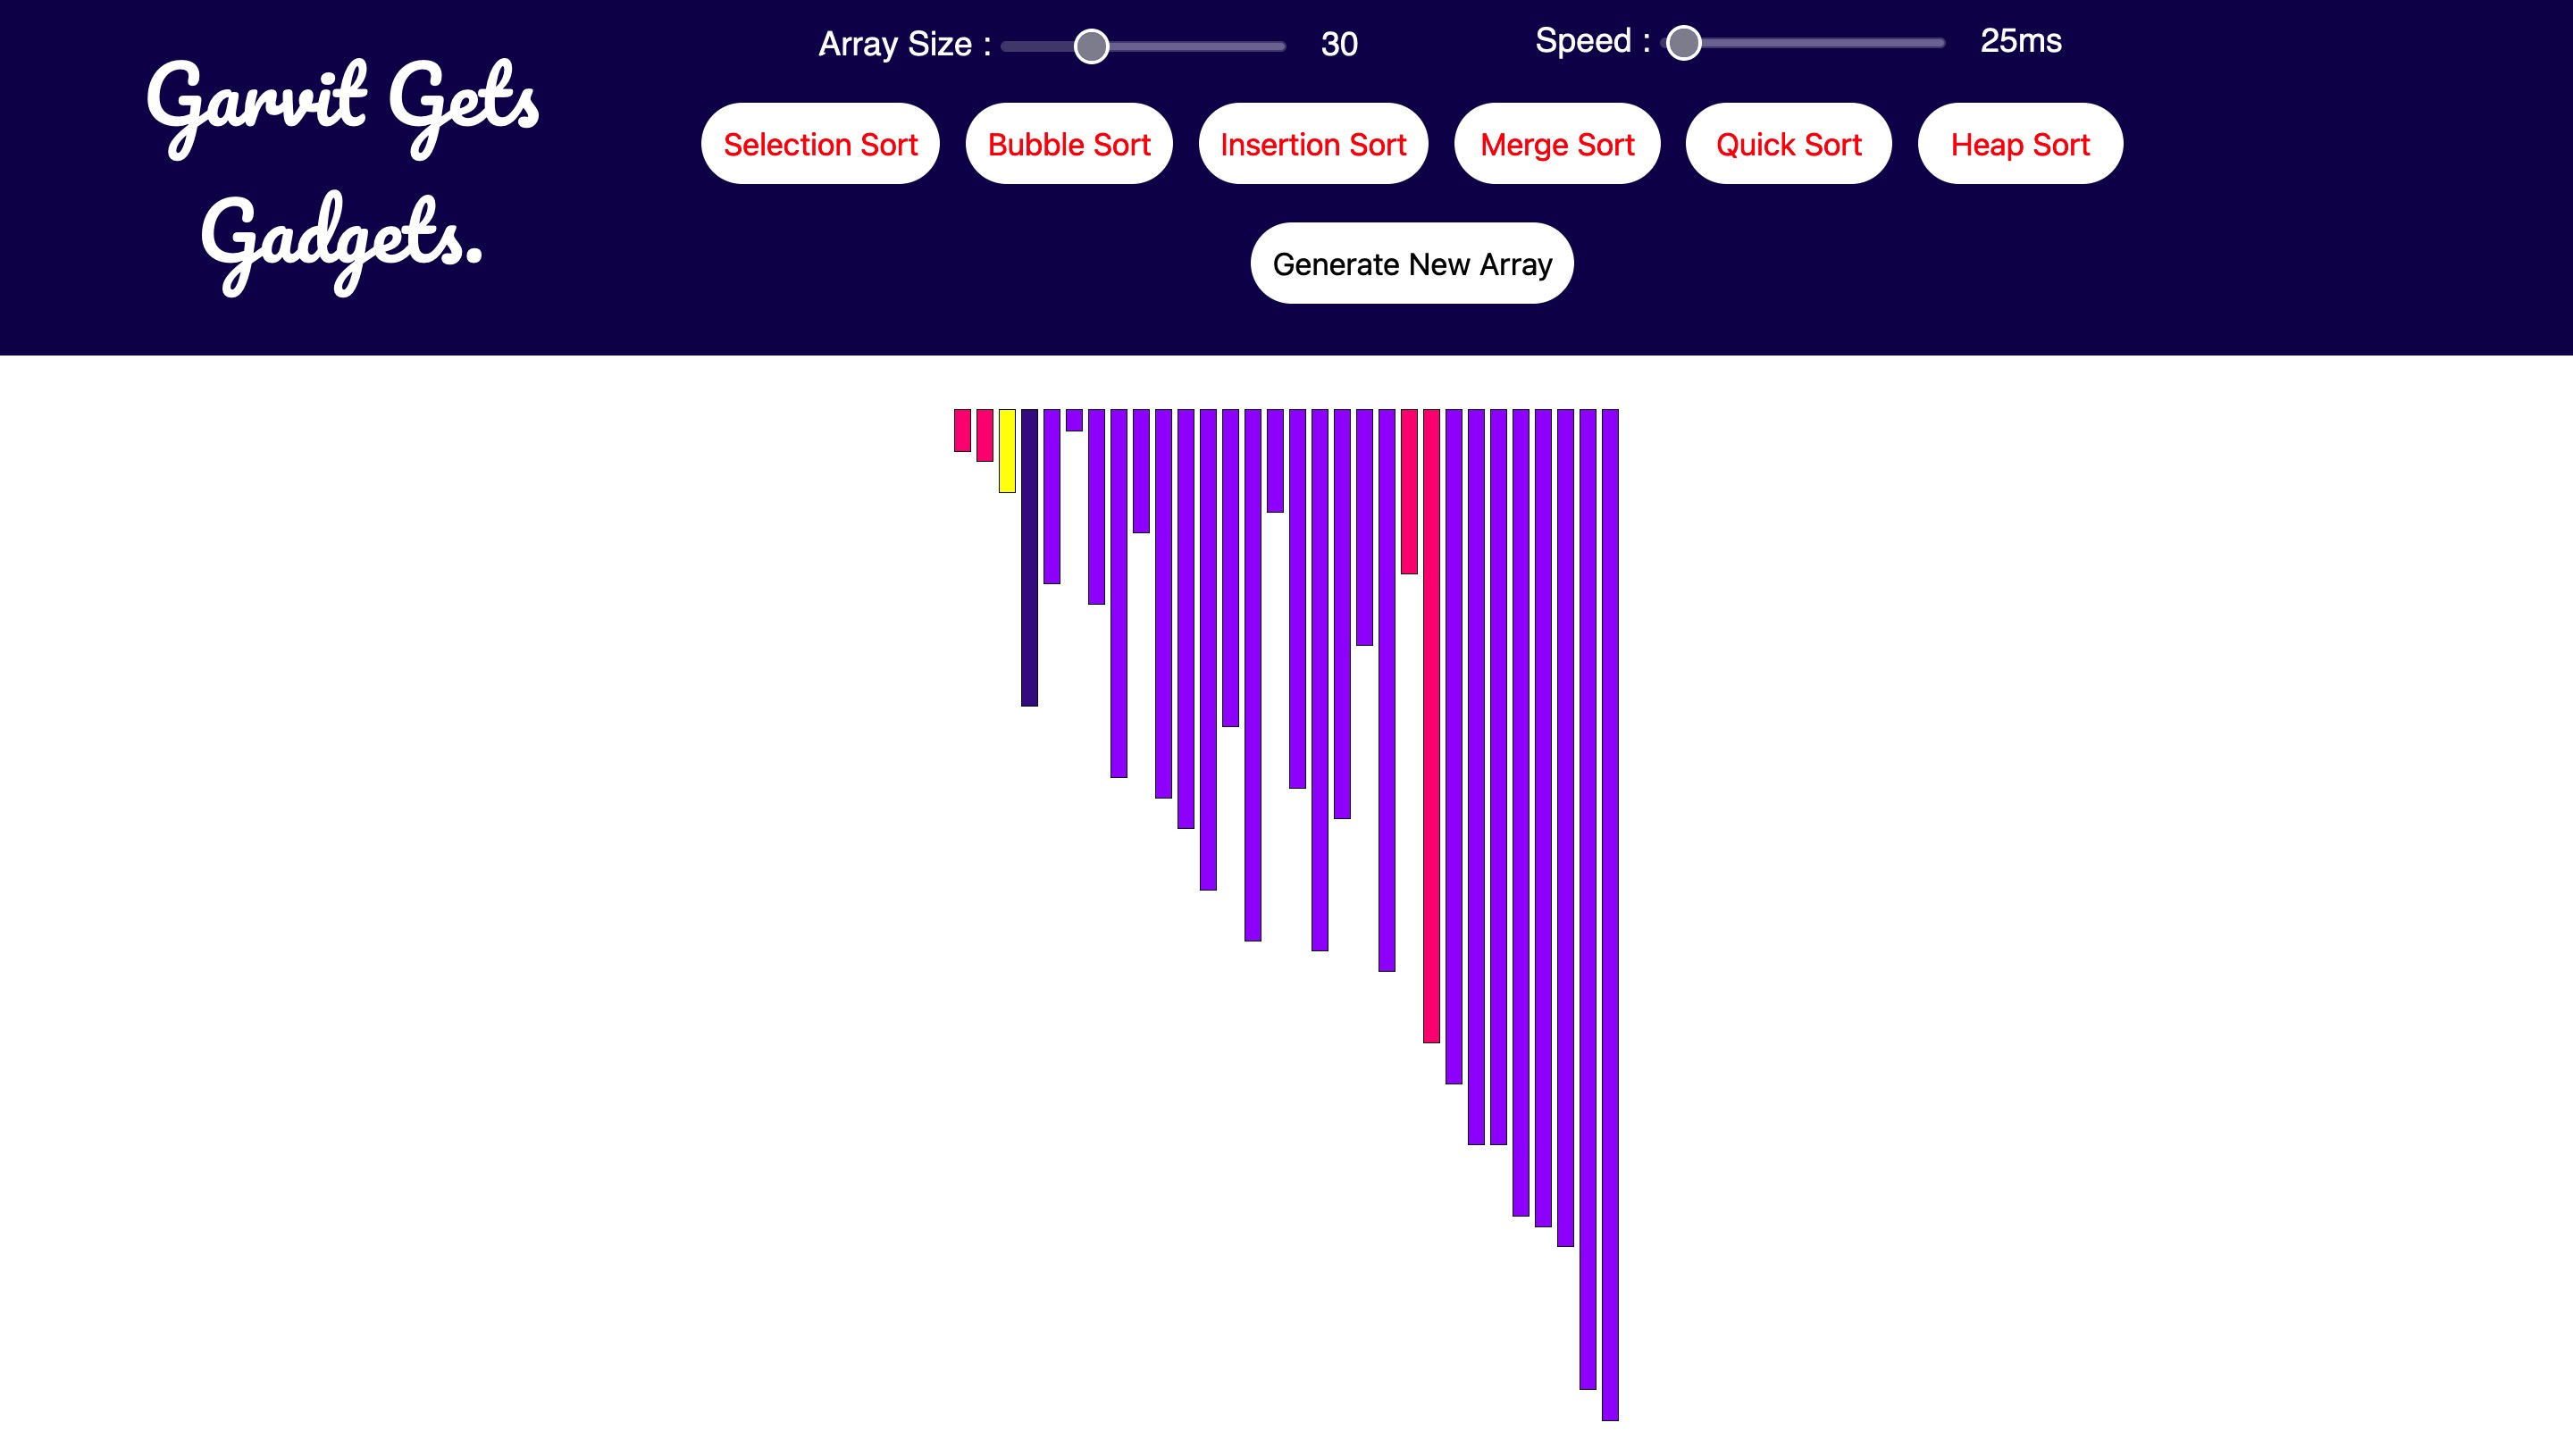 Garvit Gets
Gadgets.
Array Size : 30
Speed : 25ms
Selection Sort
Bubble Sort
Insertion Sort
Merge Sort
Quick Sort
Heap Sort
Generate New Array